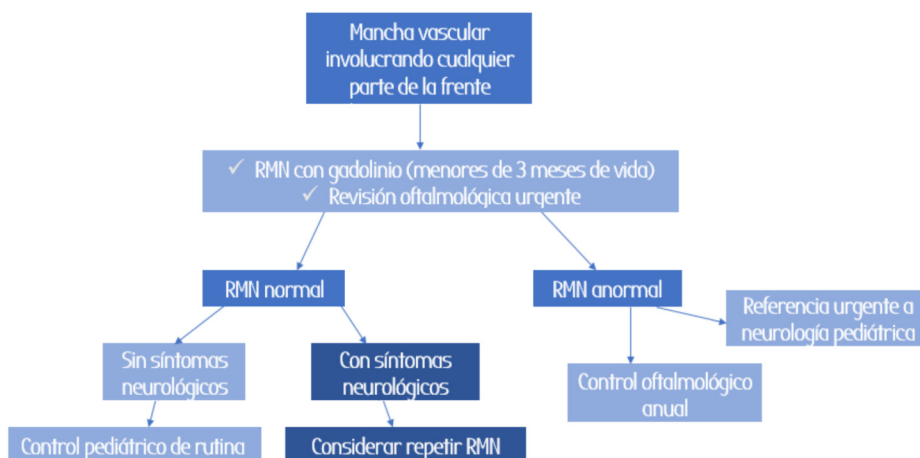 Mancha vascular
involucrando cualquier
parte de la frente
✓ RMN con gadolinio (menores de 3 meses de vida)
✓ Revisión oftalmológica urgente
RMN normal
RMN anormal
Referencia urgente a
neurología pediátrica
Sin síntomas
neurológicos
Con síntomas
neurológicos
Control oftalmológico
anual
Control pediátrico de rutina
Considerar repetir RMN